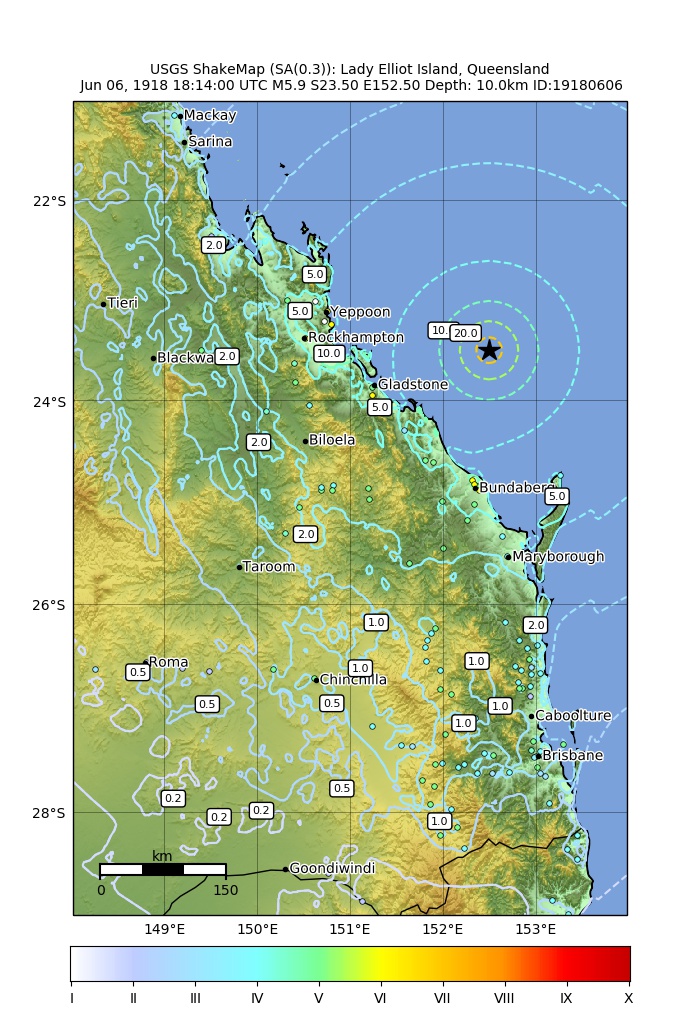 USGS ShakeMap (SA(0.3)): Lady Elliot Island, Queensland
Jun 06, 1918 18:14:00 UTC M5.9 S23.50 E152.50 Depth: 10.0km ID:19180606
Mackay
Sarina
22°S
2.0
5.0
Tieri
5.0
Yeppoon
10.
20.0
Rockhampton
Blackwa
2.0
10.0
Gladstone
24°S
5.0
2.0
Biloela
Bundaberg
5.0
2.0
Maryborough
Taroom
26°S
1.0
2.0
Roma
0.5
1.0
1.0
Chinchilla
0.5
0.5
1.0
1.0
Caboolture
Brisbane
0.5
0.2
0.2
0.2
28°S
1.0
km
Goondiwindi
0 150
149°E 150°E 151°E 152°E 153°E
I II III IV V VI VII VIII IX X